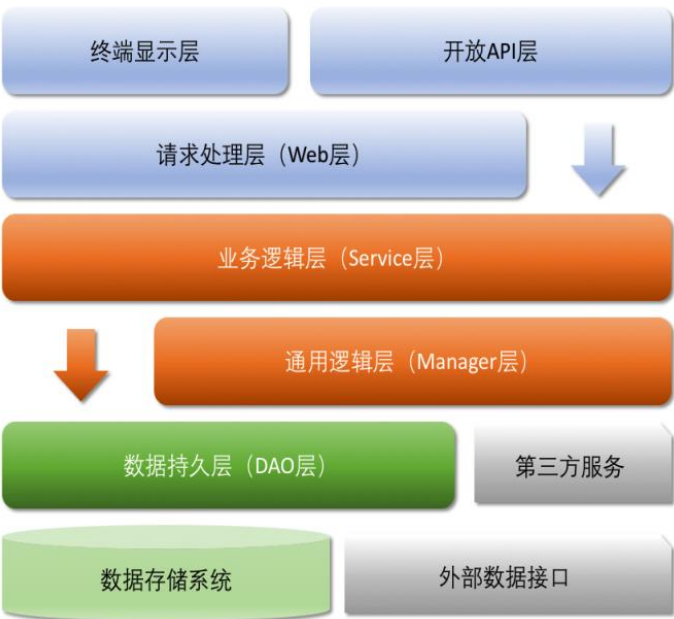 终端显示层
开放API层
请求处理层（Web层）
业务逻辑层（Service层）
通用逻辑层（Manager层）
数据持久层（DAO层）
第三方服务
数据存储系统
外部数据接口